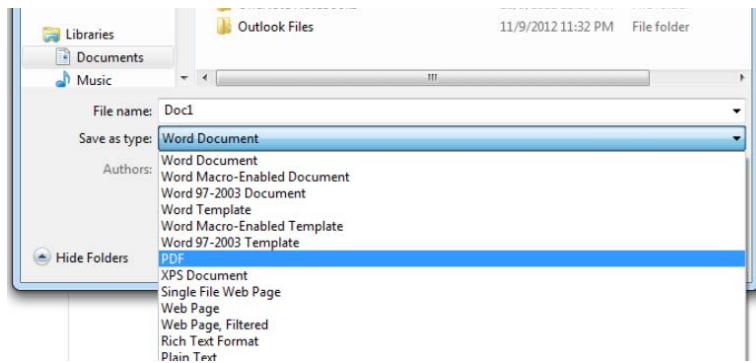 Libraries
Outlook Files 11/9/2012 11:32 PM File folder
Documents
Music
File name: Doc1
Save as type: Word Document
Authors:
Word Document
Word Macro-Enabled Document
Word 97-2003 Document
Word Template
Word Macro-Enabled Template
Word 97-2003 Template
Hide Folders
PDF
XPS Document
Single File Web Page
Web Page
Web Page, Filtered
Rich Text Format
Plain Text